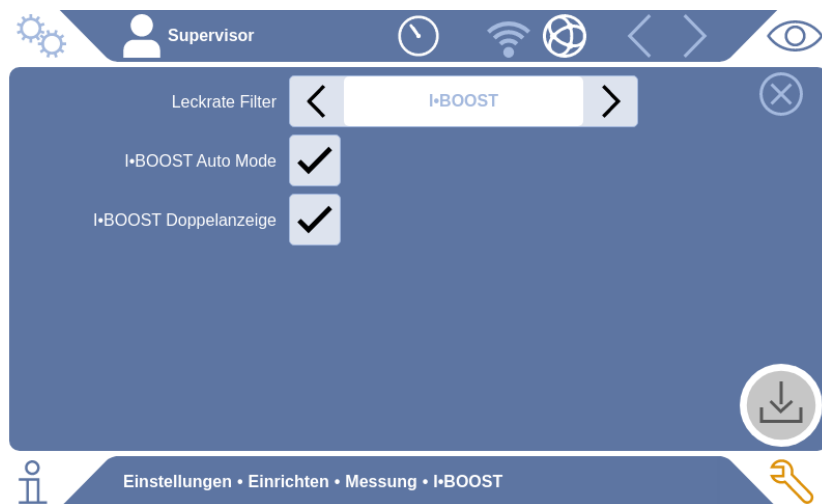 Supervisor
Leckrate Filter I•BOOST
I•BOOST Auto Mode
I•BOOST Doppelanzeige
Einstellungen • Einrichten • Messung • I•BOOST